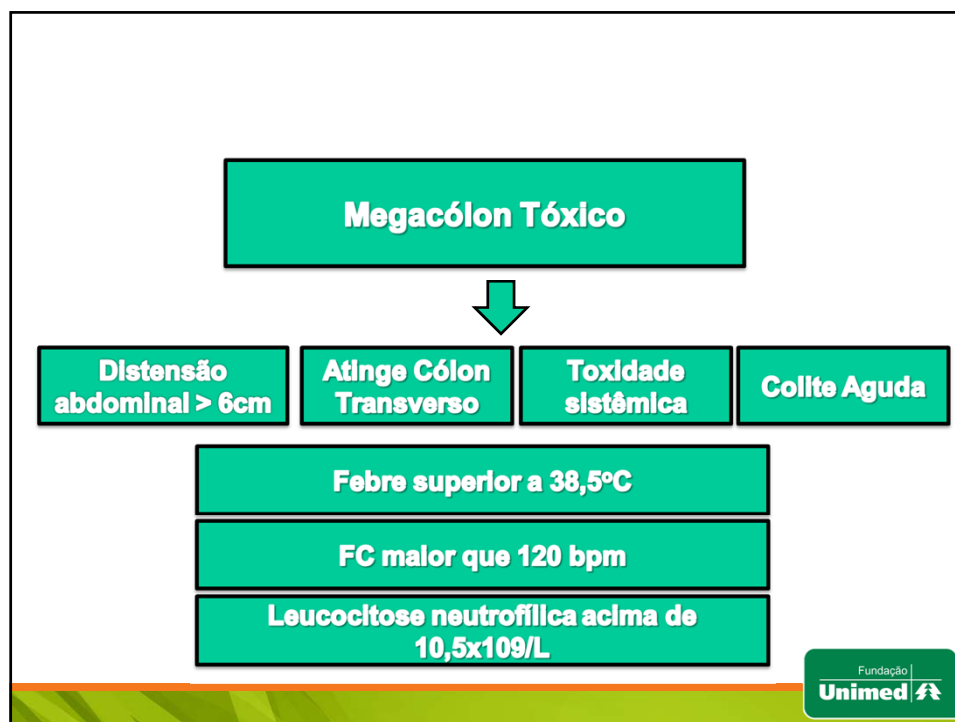 Megacólon Tóxico
Distensão
abdominal > 6cm
Atinge Cólon
Transverso
Toxidade
sistêmica
Colite Aguda
Febre superior a 38,5ºC
FC maior que 120 bpm
Leucocitose neutrofílica acima de
10,5x109/L
Fundação
Unimed